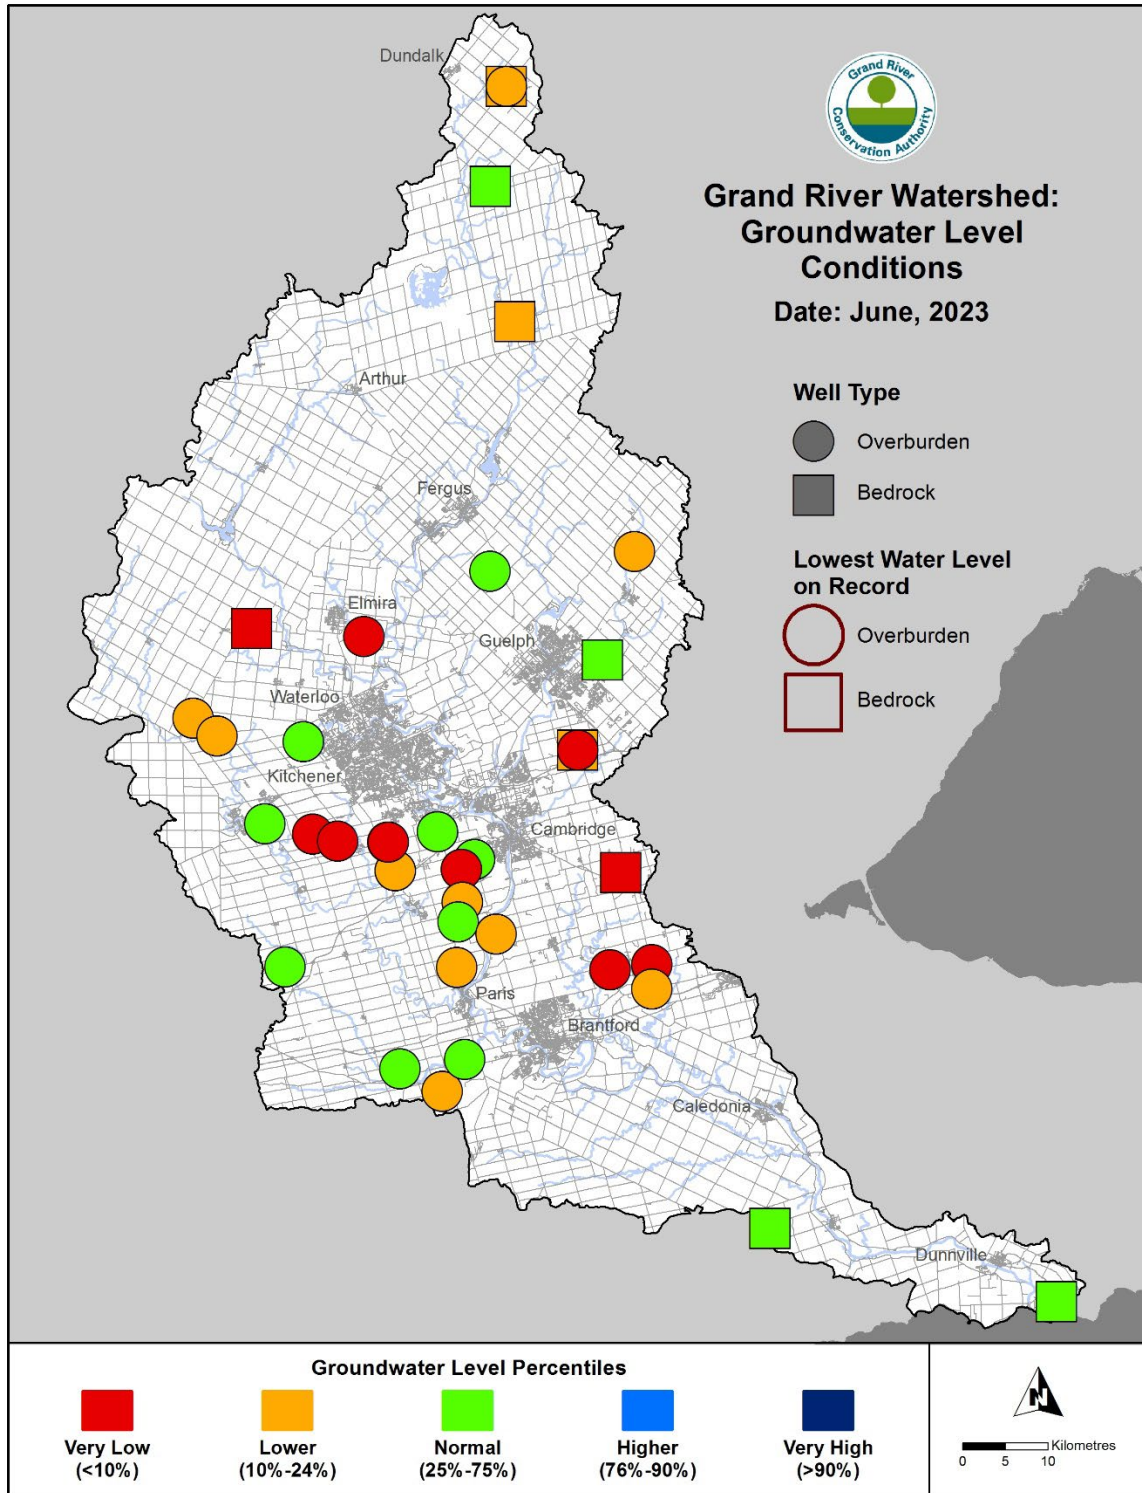 Dundalk
Grand River
Conservation Authority
Grand River Watershed:
Groundwater Level
Conditions
Date: June, 2023
Arthur
Well Type
Overburden
Bedrock
Fergus
Lowest Water Level
on Record
Overburden
Bedrock
Elmira
Guelph
Waterloo
Kitchener
Cambridge
Paris
Brantford
Caledonia
Dunnville
Groundwater Level Percentiles
Very Low
(<10%)
Lower
(10%-24%)
Normal
(25%-75%)
Higher
(76%-90%)
Very High
(>90%)
N
Kilometres
0 5 10